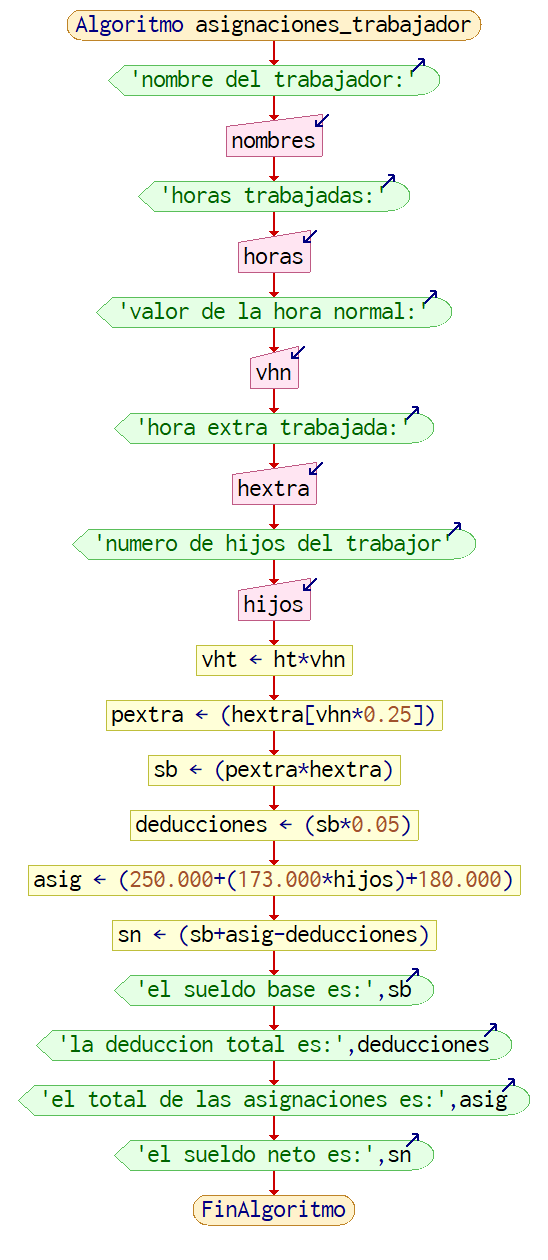 Algoritmo asignaciones_trabajador
'nombre del trabajador:'
nombres
'horas trabajadas:'
horas
'valor de la hora normal:'
vhn
'hora extra trabajada:'
hextra
'numero de hijos del trabajor'
hijos
vht ← ht*vhn
pextra ← (hextra[vhn*0.25])
sb ← (pextra*hextra)
deducciones ← (sb*0.05)
asig ← (250.000+(173.000*hijos)+180.000)
sn ← (sb+asig-deducciones)
'el sueldo base es:',sb
'la deduccion total es:',deducciones
'el total de las asignaciones es:',asig
'el sueldo neto es:',sn
FinAlgoritmo